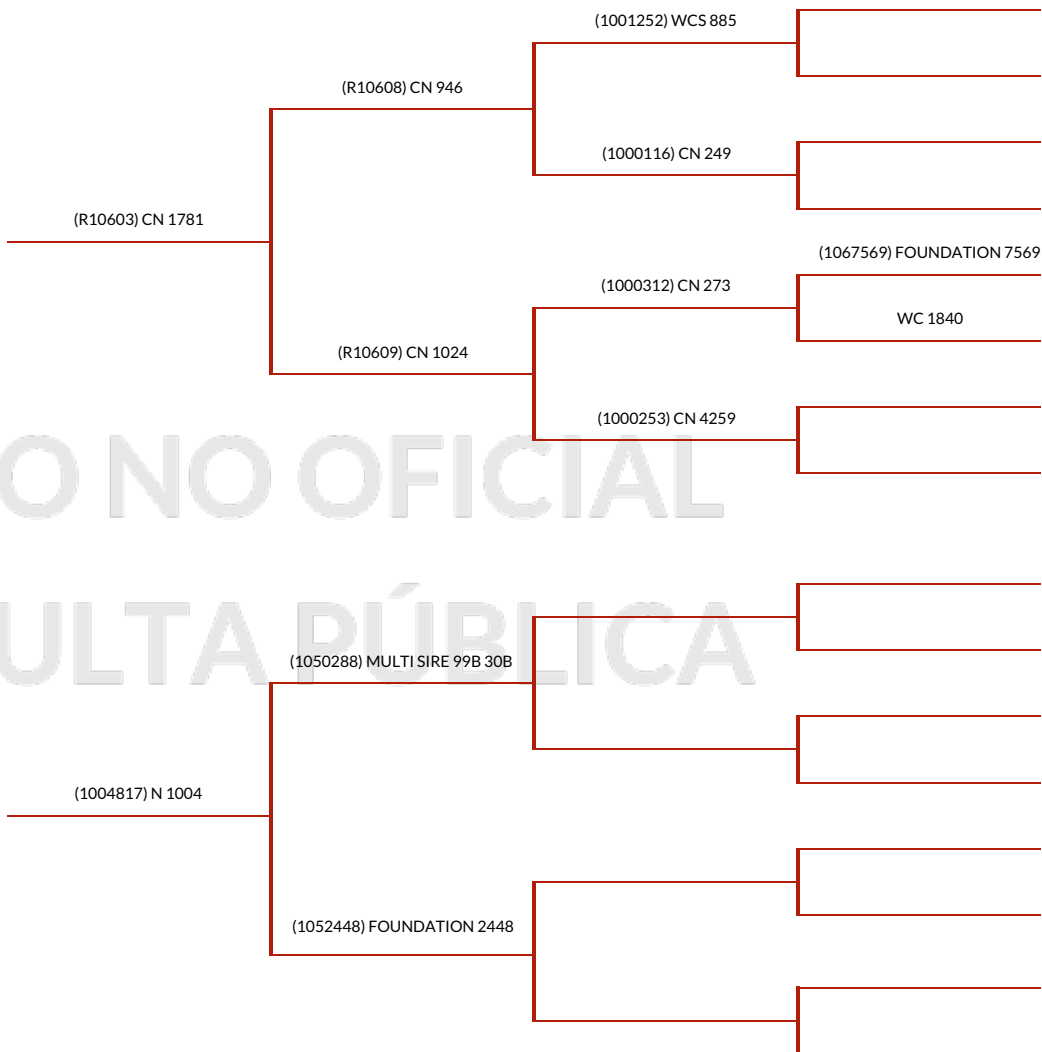 (1001252) WCS 885
(R10608) CN 946
(1000116) CN 249
(R10603) CN 1781
(1067569) FOUNDATION 7569
(1000312) CN 273
WC 1840
(R10609) CN 1024
(1000253) CN 4259
O NO OFICIAL
ULTA PÚBLICA
(1050288) MULTI SIRE 99B 30B
(1004817) N 1004
(1052448) FOUNDATION 2448